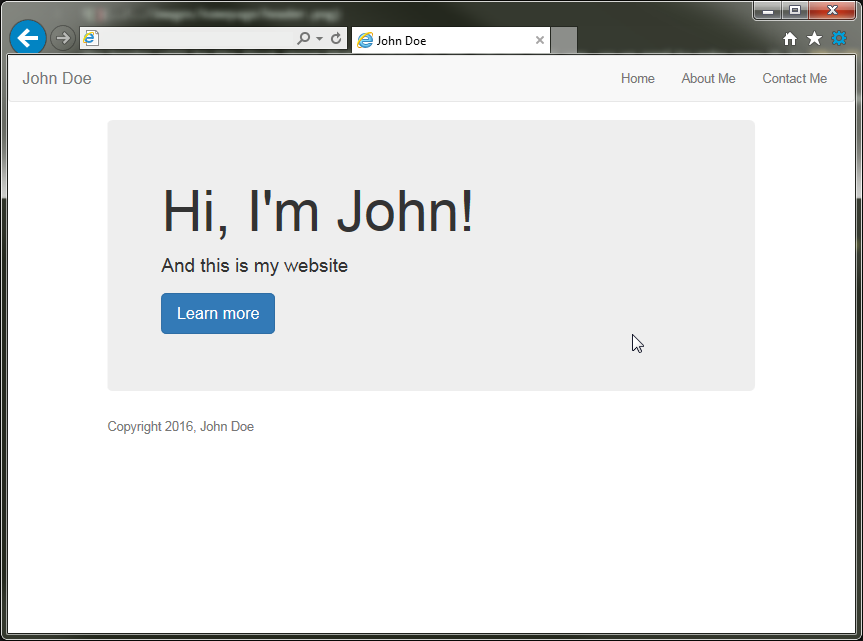 John Doe
John Doe
Home About Me Contact Me
Hi, I'm John!
And this is my website
Learn more
Copyright 2016, John Doe